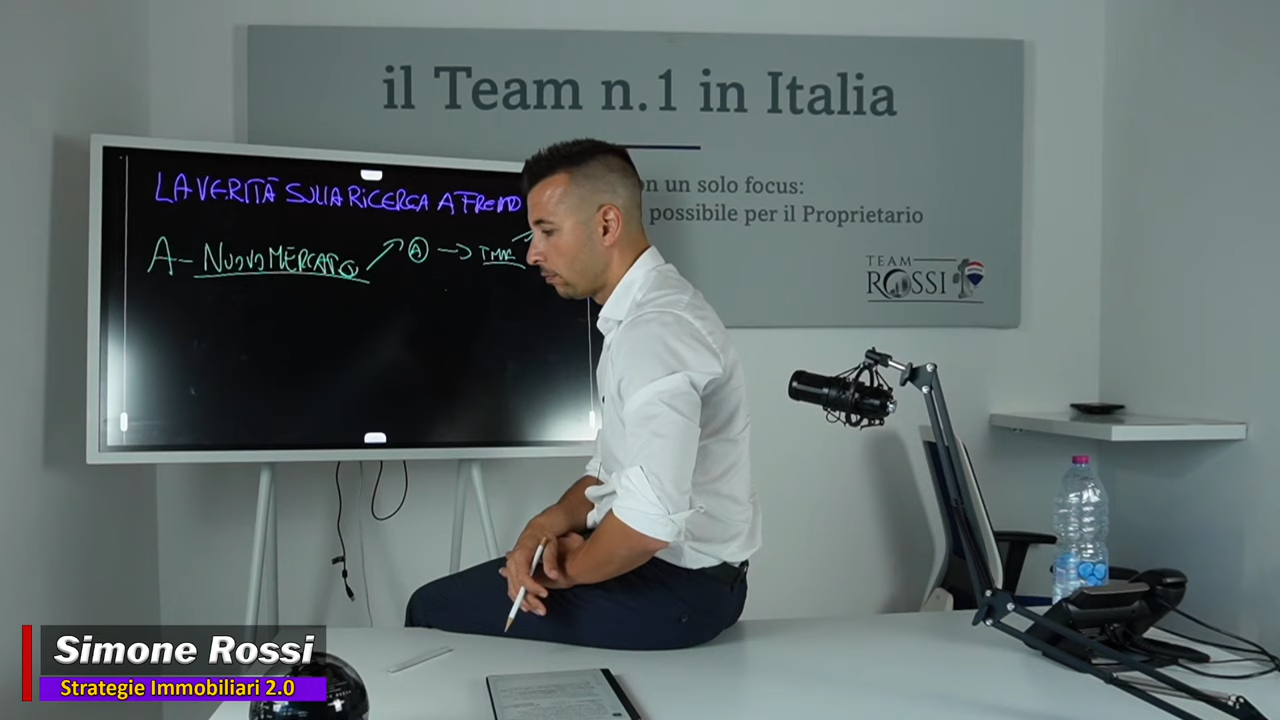 il Team n.1 in Italia
un solo focus:
possibile per il Proprietario
TEAM
ROSSI
LA VERITÀ SULLA RICERCA A FREDDO
A - NUOVO MERCATO → A →
Simone Rossi
Strategie Immobiliari 2.0